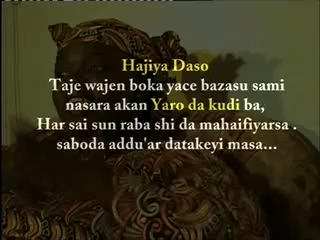 Hajiya Daso
Taje wajen boka yace bazasu sami
nasara akan Yaro da kudi ba,
Har sai sun raba shi da mahaifiyarsa .
saboda addu'ar datakeyi masa...